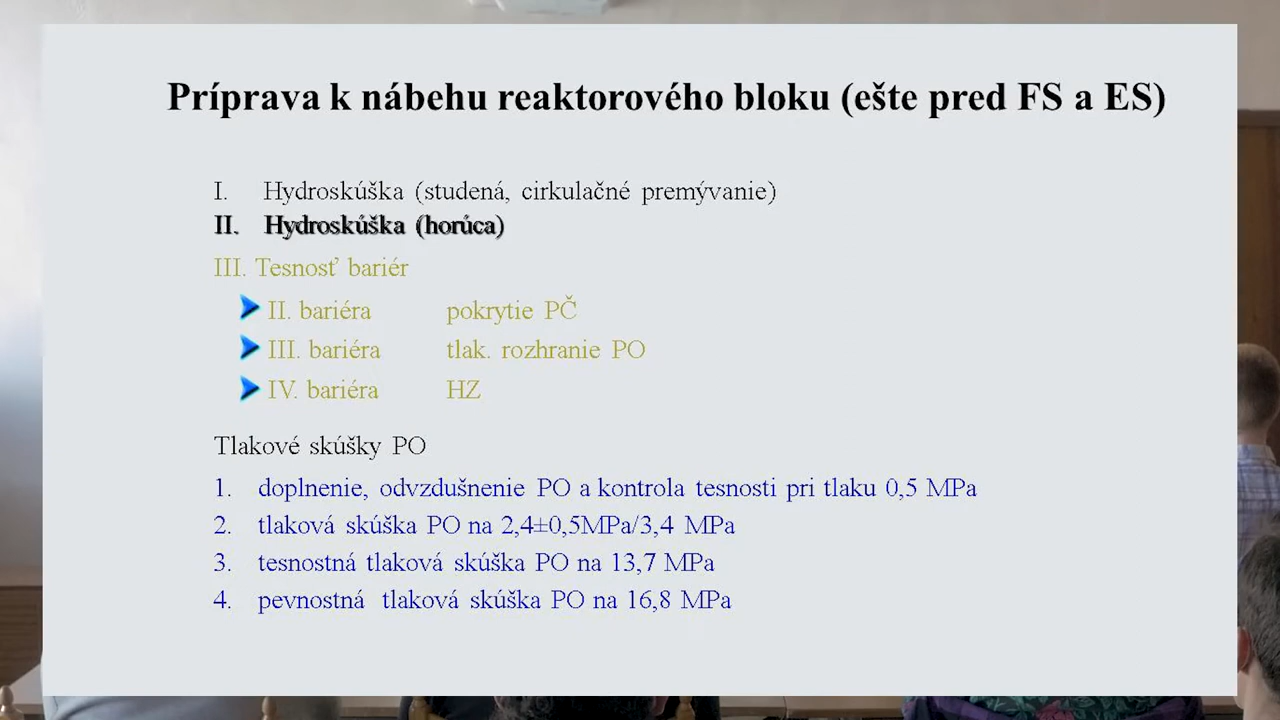 Príprava k nábehu reaktorového bloku (ešte pred FS a ES)
I. Hydroskúška (studená, cirkulačné premývanie)
II. Hydroskúška (horúca)
III. Tesnosť bariér
II. bariéra pokrytie PČ
III. bariéra tlak. rozhranie PO
IV. bariéra HZ
Tlakové skúšky PO
1. doplnenie, odvzdušnenie PO a kontrola tesnosti pri tlaku 0,5 MPa
2. tlaková skúška PO na 2,4±0,5MPa/3,4 MPa
3. tesnostná tlaková skúška PO na 13,7 MPa
4. pevnostná tlaková skúška PO na 16,8 MPa